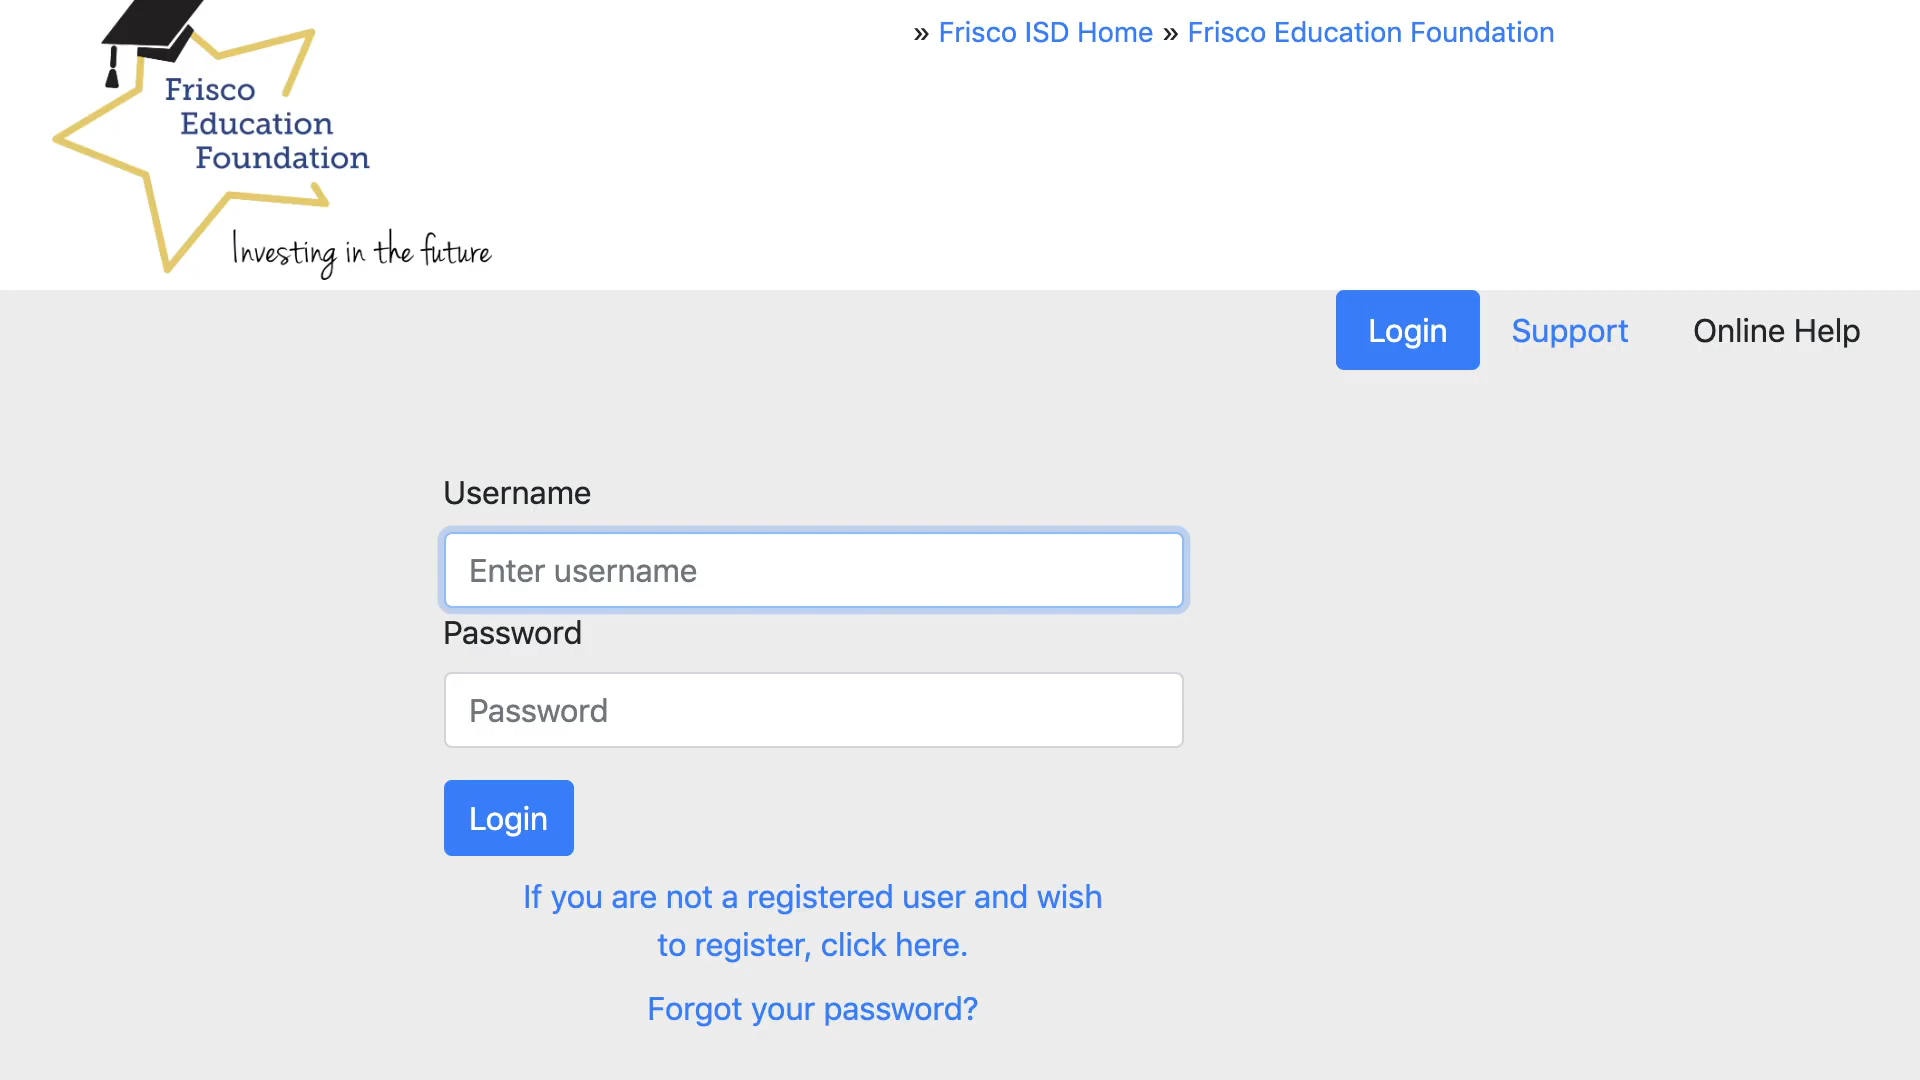 » Frisco ISD Home » Frisco Education Foundation
Frisco
Education
Foundation
Investing in the future
Login Support Online Help
Username
Enter username
Password
Password
Login
If you are not a registered user and wish
to register, click here.
Forgot your password?